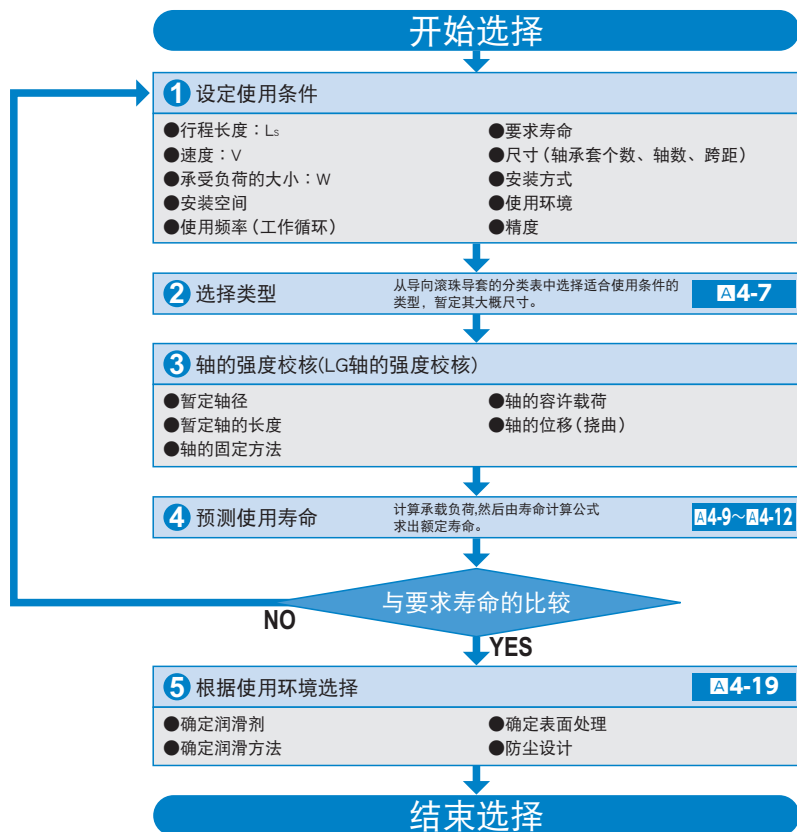 开始选择
1 设定使用条件
●行程长度：Ls
●速度：V
●承受负荷的大小：W
●安装空间
●使用频率（工作循环）
●要求寿命
●尺寸（轴承套个数、轴数、跨距）
●安装方式
●使用环境
●精度
2 选择类型
从导向滚珠导套的分类表中选择适合使用条件的
类型，暂定其大概尺寸。
A4-7
3 轴的强度校核(LG轴的强度校核)
●暂定轴径
●暂定轴的长度
●轴的固定方法
●轴的容许载荷
●轴的位移（挠曲）
4 预测使用寿命
计算承载负荷,然后由寿命计算公式
求出额定寿命。
A4-9～A4-12
与要求寿命的比较
NO
YES
5 根据使用环境选择
A4-19
●确定润滑剂
●确定润滑方法
●确定表面处理
●防尘设计
结束选择